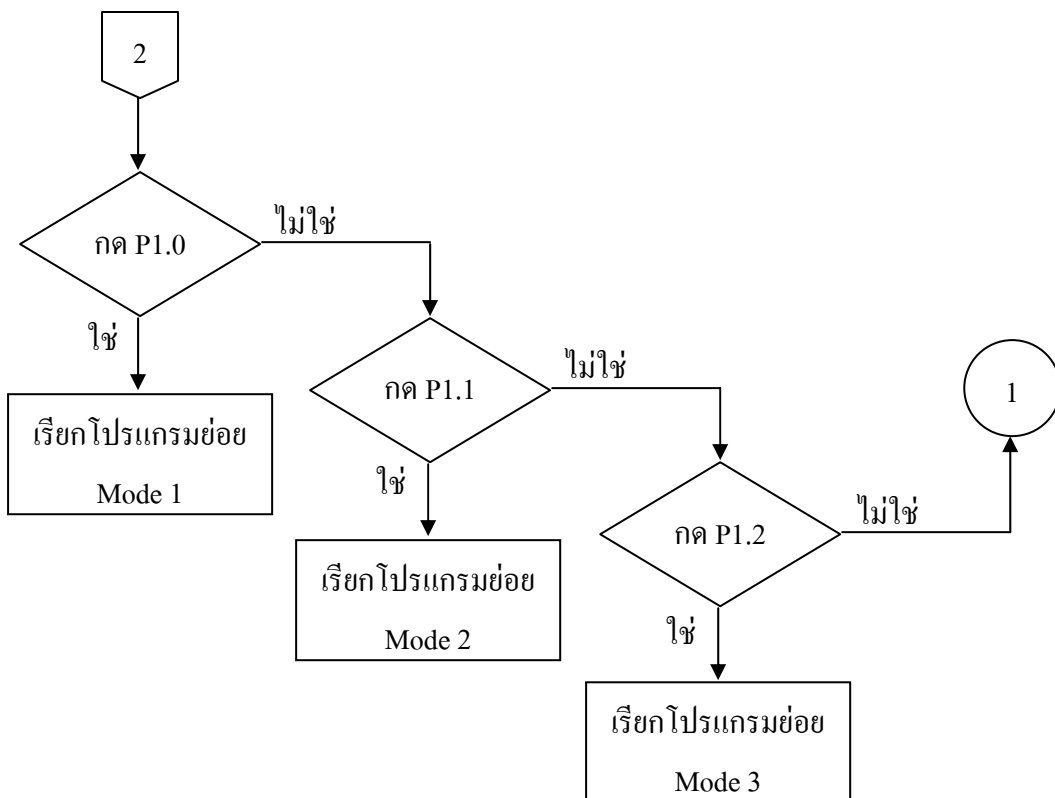 2
กด P1.0
ไม่ใช่
ใช่
เรียกโปรแกรมย่อย
Mode 1
กด P1.1
ไม่ใช่
ใช่
เรียกโปรแกรมย่อย
Mode 2
กด P1.2
ไม่ใช่
1
ใช่
เรียกโปรแกรมย่อย
Mode 3